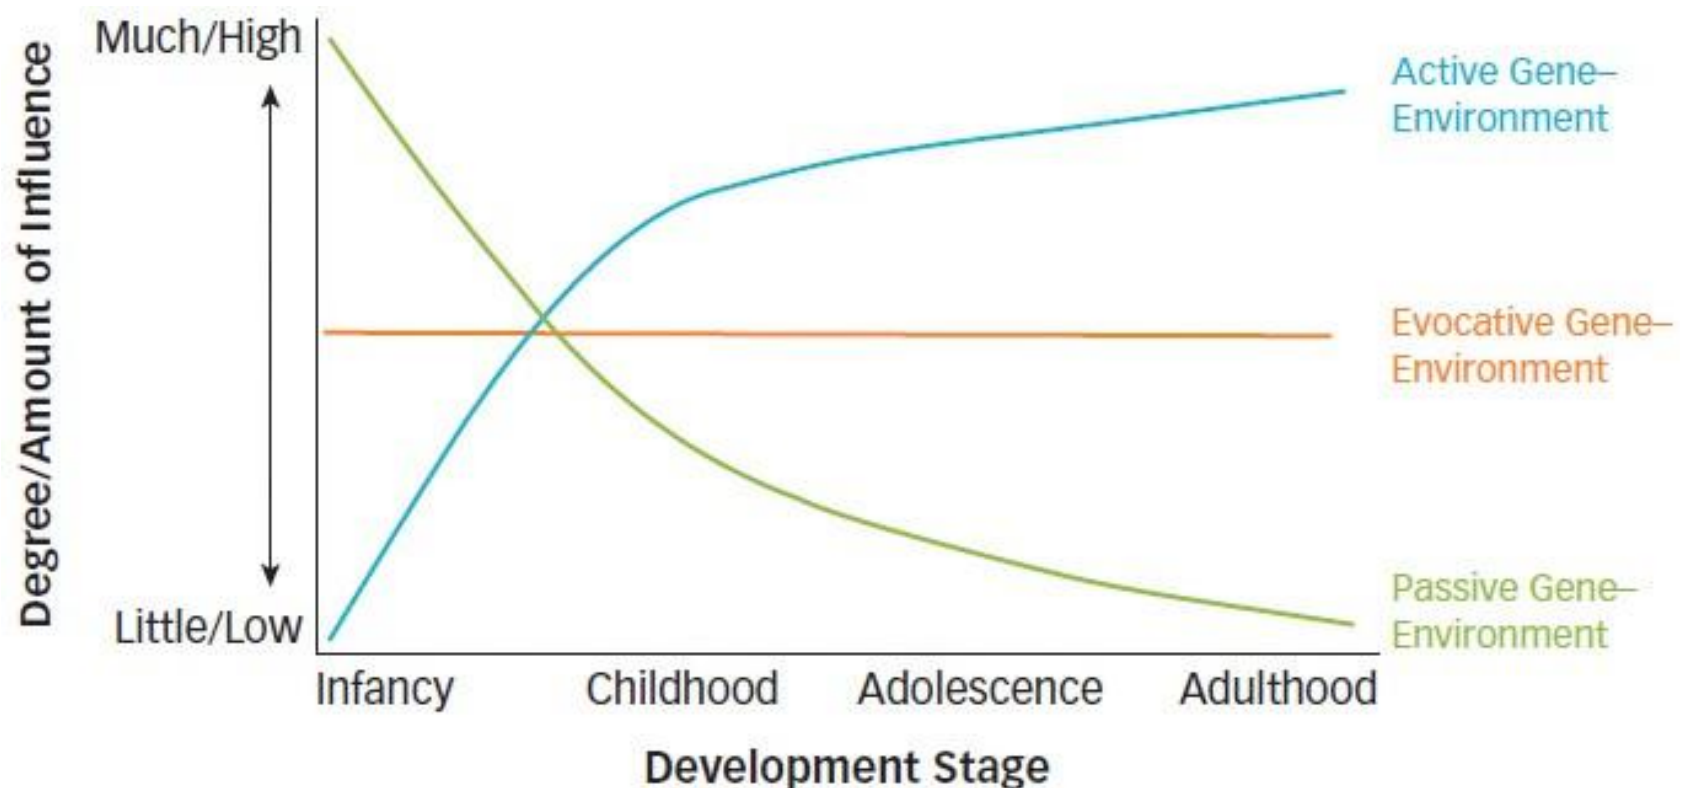 Much/High
Degree/Amount of Influence
Little/Low
Active Gene–
Environment
Evocative Gene–
Environment
Passive Gene–
Environment
Infancy Childhood Adolescence Adulthood
Development Stage